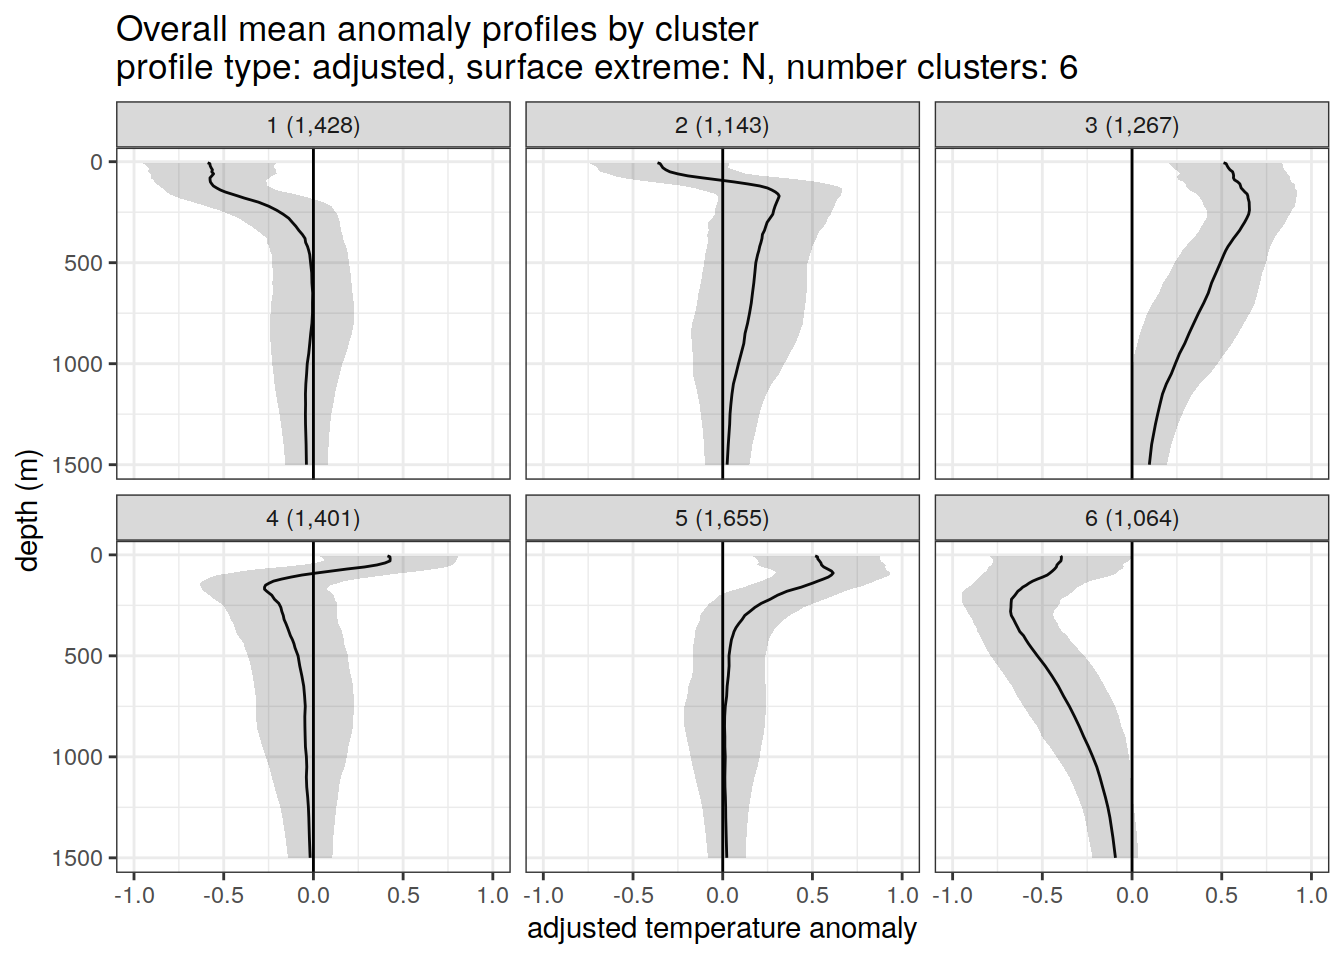 Overall mean anomaly profiles by cluster
profile type: adjusted, surface extreme: N, number clusters: 6
1 (1,428)
2 (1,143)
3 (1,267)
0
500
1000
1500
4 (1,401)
5 (1,655)
6 (1,064)
0
500
1000
1500
depth (m)
-1.0 -0.5 0.0 0.5 1.0
-1.0 -0.5 0.0 0.5 1.0
-1.0 -0.5 0.0 0.5 1.0
adjusted temperature anomaly